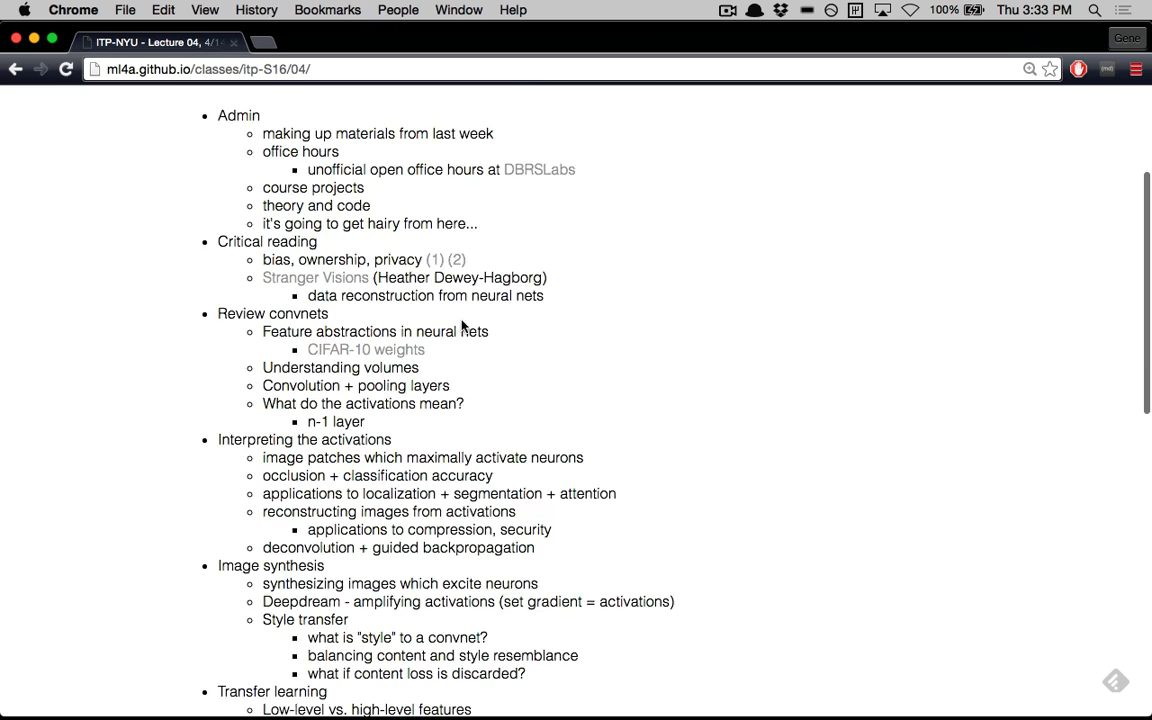 Chrome File Edit View History Bookmarks People Window Help 100% Thu 3:33 PM
ITP-NYU - Lecture 04, 4/14 Gene
ml4a.github.io/classes/itp-S16/04/
Admin
making up materials from last week
office hours
unofficial open office hours at DBRSLabs
course projects
theory and code
it's going to get hairy from here...
Critical reading
bias, ownership, privacy (1) (2)
Stranger Visions (Heather Dewey-Hagborg)
data reconstruction from neural nets
Review convnets
Feature abstractions in neural nets
CIFAR-10 weights
Understanding volumes
Convolution + pooling layers
What do the activations mean?
n-1 layer
Interpreting the activations
image patches which maximally activate neurons
occlusion + classification accuracy
applications to localization + segmentation + attention
reconstructing images from activations
applications to compression, security
deconvolution + guided backpropagation
Image synthesis
synthesizing images which excite neurons
Deepdream - amplifying activations (set gradient = activations)
Style transfer
what is "style" to a convnet?
balancing content and style resemblance
what if content loss is discarded?
Transfer learning
Low-level vs. high-level features